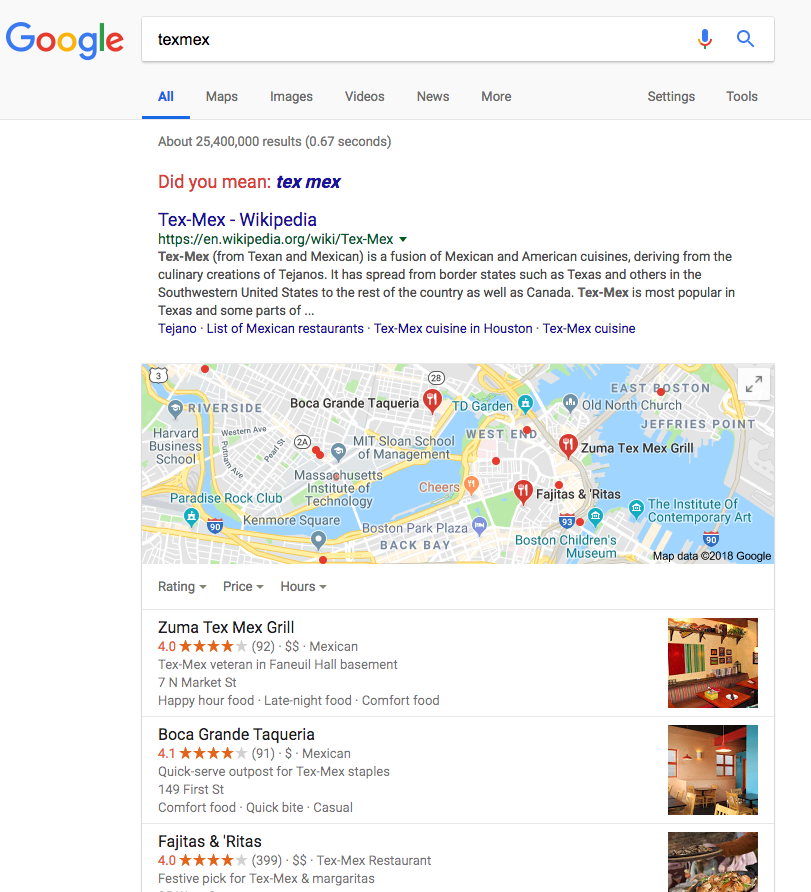 Google
texmex
All Maps Images Videos News More Settings Tools
About 25,400,000 results (0.67 seconds)
Did you mean: tex mex
Tex-Mex - Wikipedia
https://en.wikipedia.org/wiki/Tex-Mex
Tex-Mex (from Texan and Mexican) is a fusion of Mexican and American cuisines, deriving from the
culinary creations of Tejanos. It has spread from border states such as Texas and others in the
Southwestern United States to the rest of the country as well as Canada. Tex-Mex is most popular in
Texas and some parts of ...
Tejano · List of Mexican restaurants · Tex-Mex cuisine in Houston · Tex-Mex cuisine
3
28
EAST BOSTON
Boca Grande Taqueria
TD Garden
Old North Church
RIVERSIDE
JEFFRIES POINT
Harvard
Business
School
Western Ave
Putnam Ave
Pearl St
2A
MIT Sloan School
of Management
WEST END
Zuma Tex Mex Grill
Massachusetts
Institute of
Technology
Cheers
Fajitas & 'Ritas
Paradise Rock Club
90
Kenmore Square
Boston Park Plaza
93
The Institute Of
Contemporary Art
BACK BAY
Boston Children's
Museum
90
Map data ©2018 Google
Rating Price Hours
Zuma Tex Mex Grill
4.0 (92) · $$ · Mexican
Tex-Mex veteran in Faneuil Hall basement
7 N Market St
Happy hour food · Late-night food · Comfort food
Boca Grande Taqueria
4.1 (91) · $ · Mexican
Quick-serve outpost for Tex-Mex staples
149 First St
Comfort food · Quick bite · Casual
Fajitas & 'Ritas
4.0 (399) · $$ · Tex-Mex Restaurant
Festive pick for Tex-Mex & margaritas